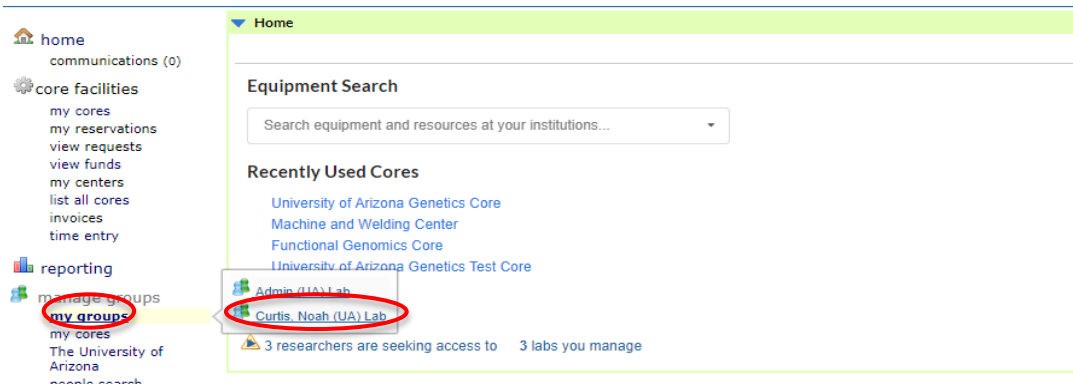 home
communications (0)
core facilities
my cores
my reservations
view requests
view funds
my centers
list all cores
invoices
time entry
reporting
manage groups
my groups
my cores
The University of
Arizona
people search
Home
Equipment Search
Search equipment and resources at your institutions...
Recently Used Cores
University of Arizona Genetics Core
Machine and Welding Center
Functional Genomics Core
University of Arizona Genetics Test Core
Admin (UA) Lab
Curtis, Noah (UA) Lab
3 researchers are seeking access to 3 labs you manage